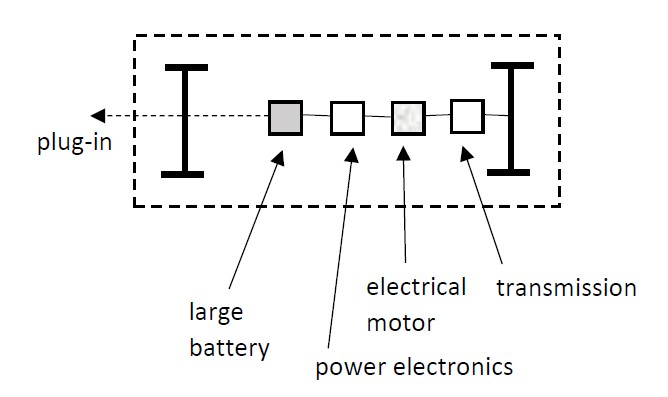 plug-in
large
battery
power electronics
electrical
motor
transmission